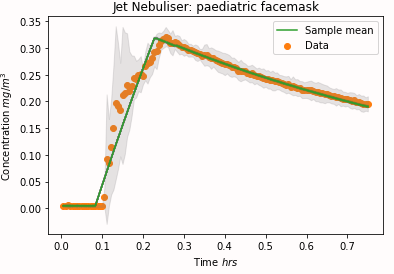 Jet Nebuliser: paediatric facemask
Concentration mg/m³
0.35
0.30
0.25
0.20
0.15
0.10
0.05
0.00
Sample mean
Data
0.0 0.1 0.2 0.3 0.4 0.5 0.6 0.7
Time hrs